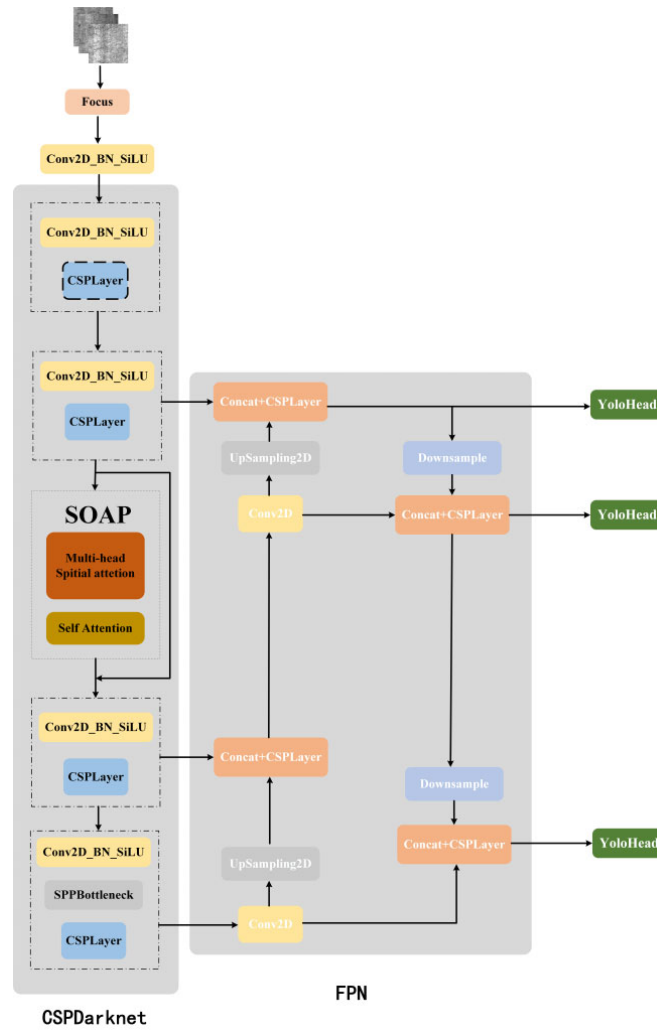 Focus
Conv2D_BN_SiLU
Conv2D_BN_SiLU
CSPLayer
Conv2D_BN_SiLU
CSPLayer
SOAP
Multi-head
Spitial attetion
Self Attention
Conv2D_BN_SiLU
CSPLayer
Conv2D_BN_SiLU
SPPBottleneck
CSPLayer
CSPDarknet
Concat+CSPLayer
UpSampling2D
Conv2D
Concat+CSPLayer
UpSampling2D
Conv2D
Downsample
Concat+CSPLayer
Downsample
Concat+CSPLayer
FPN
YoloHead
YoloHead
YoloHead